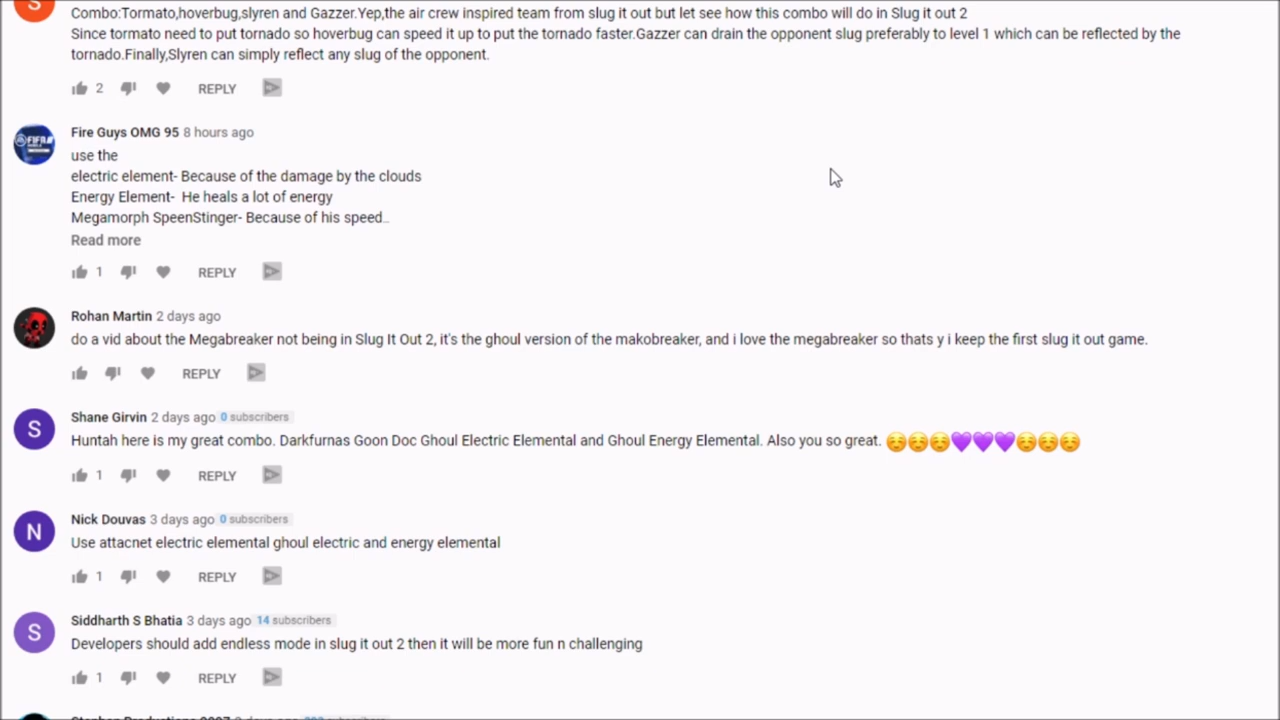 S
Combo:Tormato,hoverbug,slyren and Gazzer.Yep,the air crew inspired team from slug it out but let see how this combo will do in Slug it out 2
Since tormato need to put tornado so hoverbug can speed it up to put the tornado faster.Gazzer can drain the opponent slug preferably to level 1 which can be reflected by the
tornado.Finally,Slyren can simply reflect any slug of the opponent.
2 REPLY
FIFA
Fire Guys OMG 95 8 hours ago
use the
electric element- Because of the damage by the clouds
Energy Element-  He heals a lot of energy
Megamorph SpeenStinger- Because of his speed..
Read more
1 REPLY
Rohan Martin 2 days ago
do a vid about the Megabreaker not being in Slug It Out 2, it's the ghoul version of the makobreaker, and i love the megabreaker so thats y i keep the first slug it out game.
REPLY
S
Shane Girvin 2 days ago 0 subscribers
Huntah here is my great combo. Darkfurnas Goon Doc Ghoul Electric Elemental and Ghoul Energy Elemental. Also you so great. ☺️☺️☺️💜💜💜☺️☺️☺️
1 REPLY
N
Nick Douvas 3 days ago 0 subscribers
Use attacnet electric elemental ghoul electric and energy elemental
1 REPLY
S
Siddharth S Bhatia 3 days ago 14 subscribers
Developers should add endless mode in slug it out 2 then it will be more fun n challenging
1 REPLY